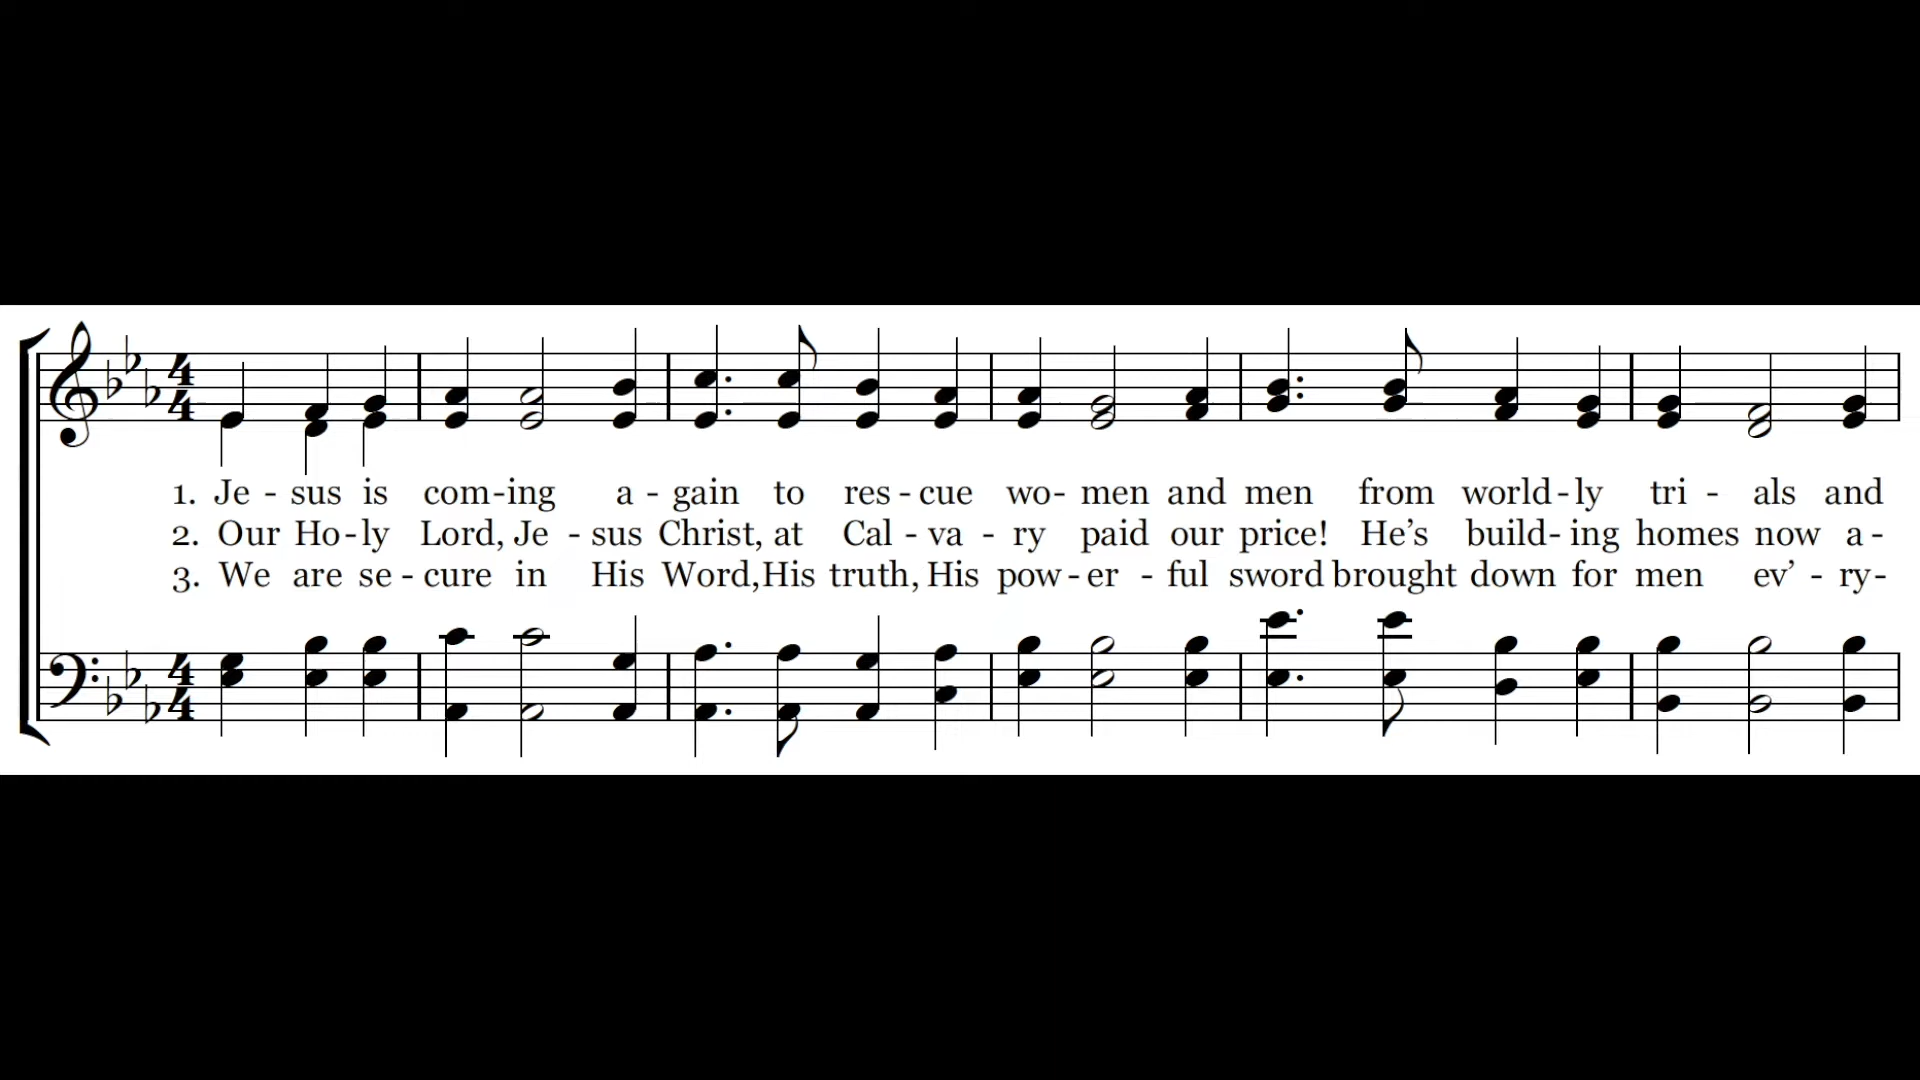 1. Je - sus is com-ing a - gain to res - cue wo- men and men from world-ly tri - als and
2. Our Ho-ly Lord, Je - sus Christ, at Cal - va - ry paid our price! He’s build- ing homes now a -
3. We are se - cure in His Word, His truth, His pow-er - ful sword brought down for men ev’ - ry-